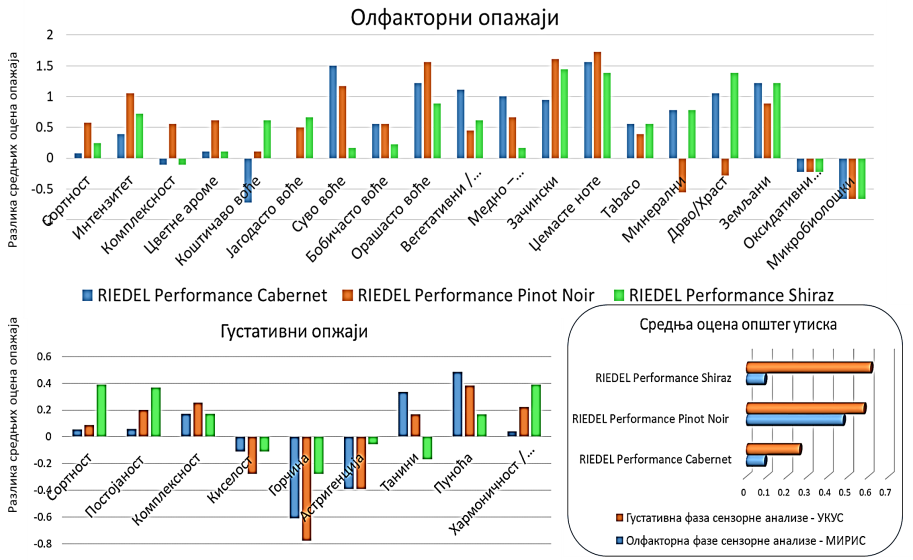 Олфакторни опажаји
Разлика средњих оцена опажаја
2
1.5
1
0.5
0
-0.5
Сортност
Интензитет
Комплексност
Цветне ароме
Коштичаво воће
Јагодасто воће
Суво воће
Бобичасто воће
Орашасто воће
Вегетативни /...
Медно – ...
Зачински
Џемасте ноте
Tabaco
Минерални
Дрво/Храст
Земљани
Оксидативни...
Микробиолошки
RIEDEL Performance Cabernet
RIEDEL Performance Pinot Noir
RIEDEL Performance Shiraz
Густативни опжаји
Разлика средњних оцена опажаја
0.6
0.4
0.2
0
-0.2
-0.4
-0.6
-0.8
Сортност
Постојаност
Комплексност
Киселост
Горчина
Астригенција
Танини
Пуноћа
Хармоничност /...
Средња оцена општег утиска
RIEDEL Performance Shiraz
RIEDEL Performance Pinot Noir
RIEDEL Performance Cabernet
0 0.1 0.2 0.3 0.4 0.5 0.6 0.7
Густативна фаза сензорне анализе - УКУС
Олфакторна фазе сензорне анализе - МИРИС